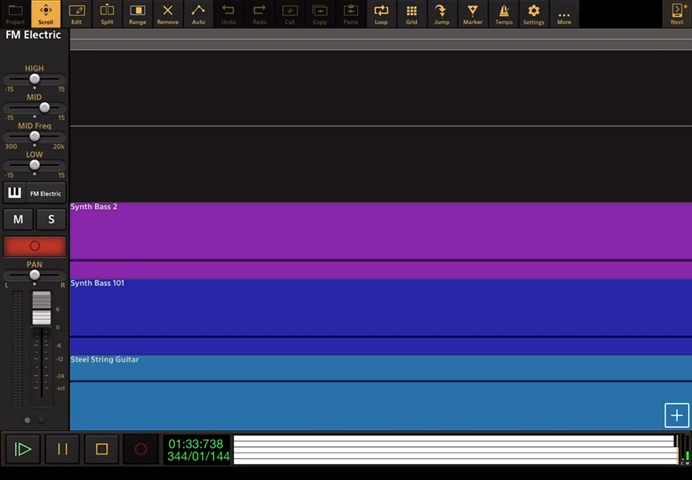 Project Scroll Edit Split Range Remove Auto Undo Redo Cut Copy Paste Loop Grid Jump Marker Tempo Settings More Next
FM Electric
HIGH
-15 15
MID
-15 15
MID Freq
300 20k
LOW
-15 15
FM Electric
M S
PAN
L R
6
0
-6
-12
-24
-inf
Synth Bass 2
Synth Bass 101
Steel String Guitar
01:33:738
344/01/144
C M